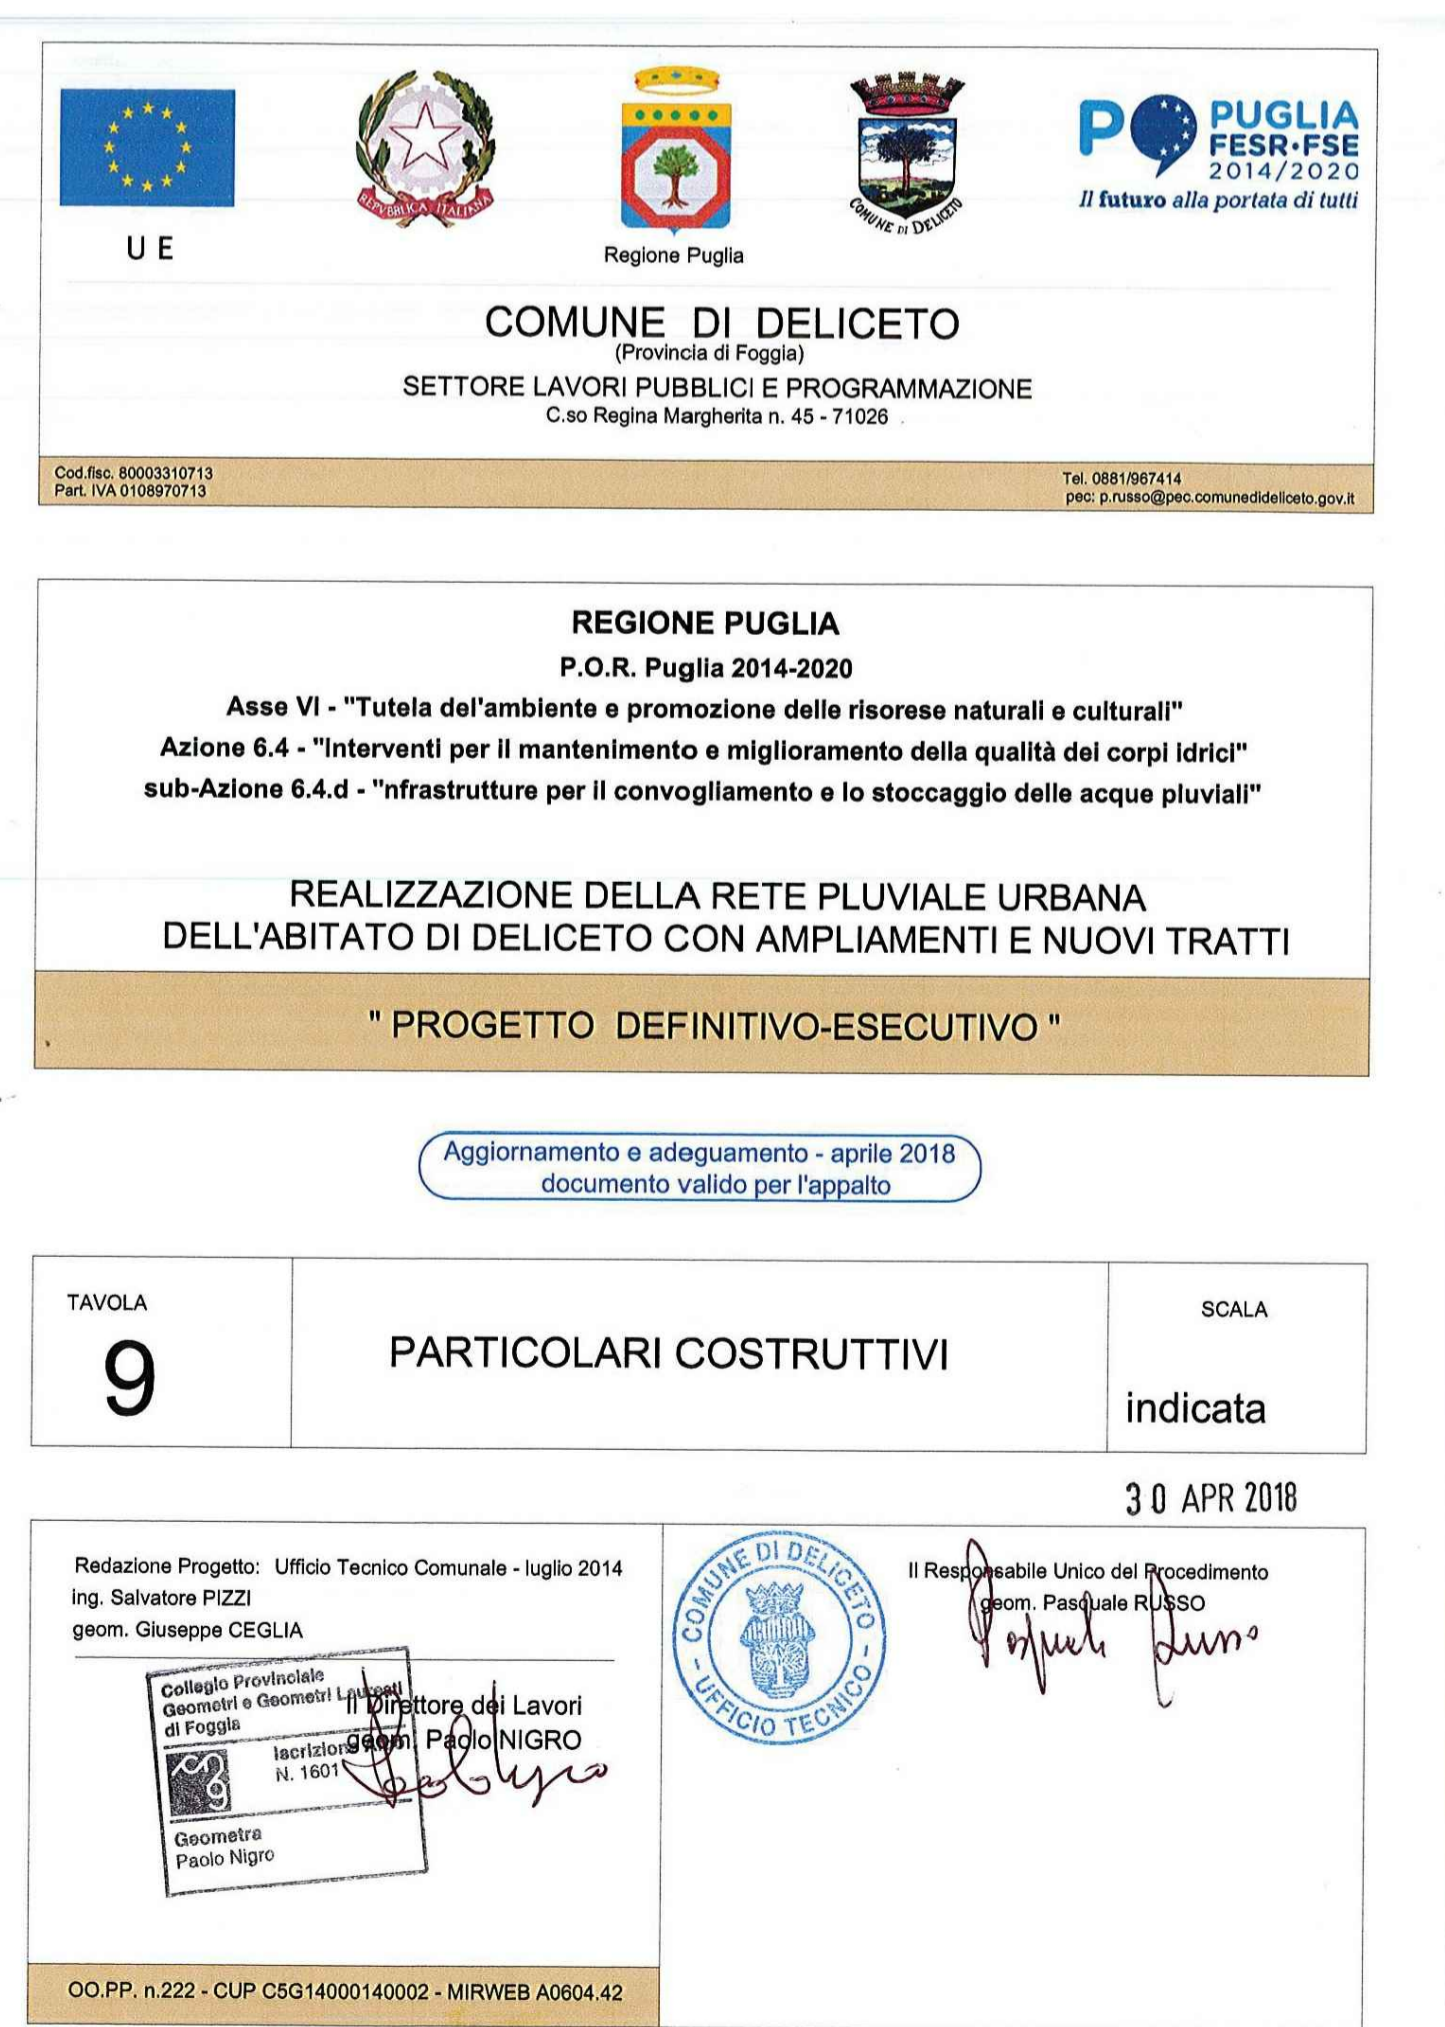 REPVBBLICA ITALIANA
COMUNE DI DELICETO
PO PUGLIA
FESR•FSE
2014/2020
Il futuro alla portata di tutti
U E
Regione Puglia
COMUNE DI DELICETO
(Provincia di Foggia)
SETTORE LAVORI PUBBLICI E PROGRAMMAZIONE
C.so Regina Margherita n. 45 - 71026
Cod.fisc. 80003310713
Part. IVA 0108970713
Tel. 0881/967414
pec: p.russo@pec.comunedideliceto.gov.it
REGIONE PUGLIA
P.O.R. Puglia 2014-2020
Asse VI - "Tutela del'ambiente e promozione delle risorese naturali e culturali"
Azione 6.4 - "Interventi per il mantenimento e miglioramento della qualità dei corpi idrici"
sub-Azione 6.4.d - "nfrastrutture per il convogliamento e lo stoccaggio delle acque pluviali"
REALIZZAZIONE DELLA RETE PLUVIALE URBANA
DELL'ABITATO DI DELICETO CON AMPLIAMENTI E NUOVI TRATTI
" PROGETTO DEFINITIVO-ESECUTIVO "
Aggiornamento e adeguamento - aprile 2018
documento valido per l'appalto
TAVOLA
9
PARTICOLARI COSTRUTTIVI
SCALA
indicata
30 APR 2018
Redazione Progetto: Ufficio Tecnico Comunale - luglio 2014
ing. Salvatore PIZZI
geom. Giuseppe CEGLIA
Collegio Provinciale
Geometri e Geometri Laureati
di Foggia
Iscrizione
N. 1601
Geometra
Paolo Nigro
Il Direttore dei Lavori
geom. Paolo NIGRO
COMUNE DI DELICETO - UFFICIO TECNICO -
Il Responsabile Unico del Procedimento
geom. Pasquale RUSSO
Pasquale Russo
OO.PP. n.222 - CUP C5G14000140002 - MIRWEB A0604.42